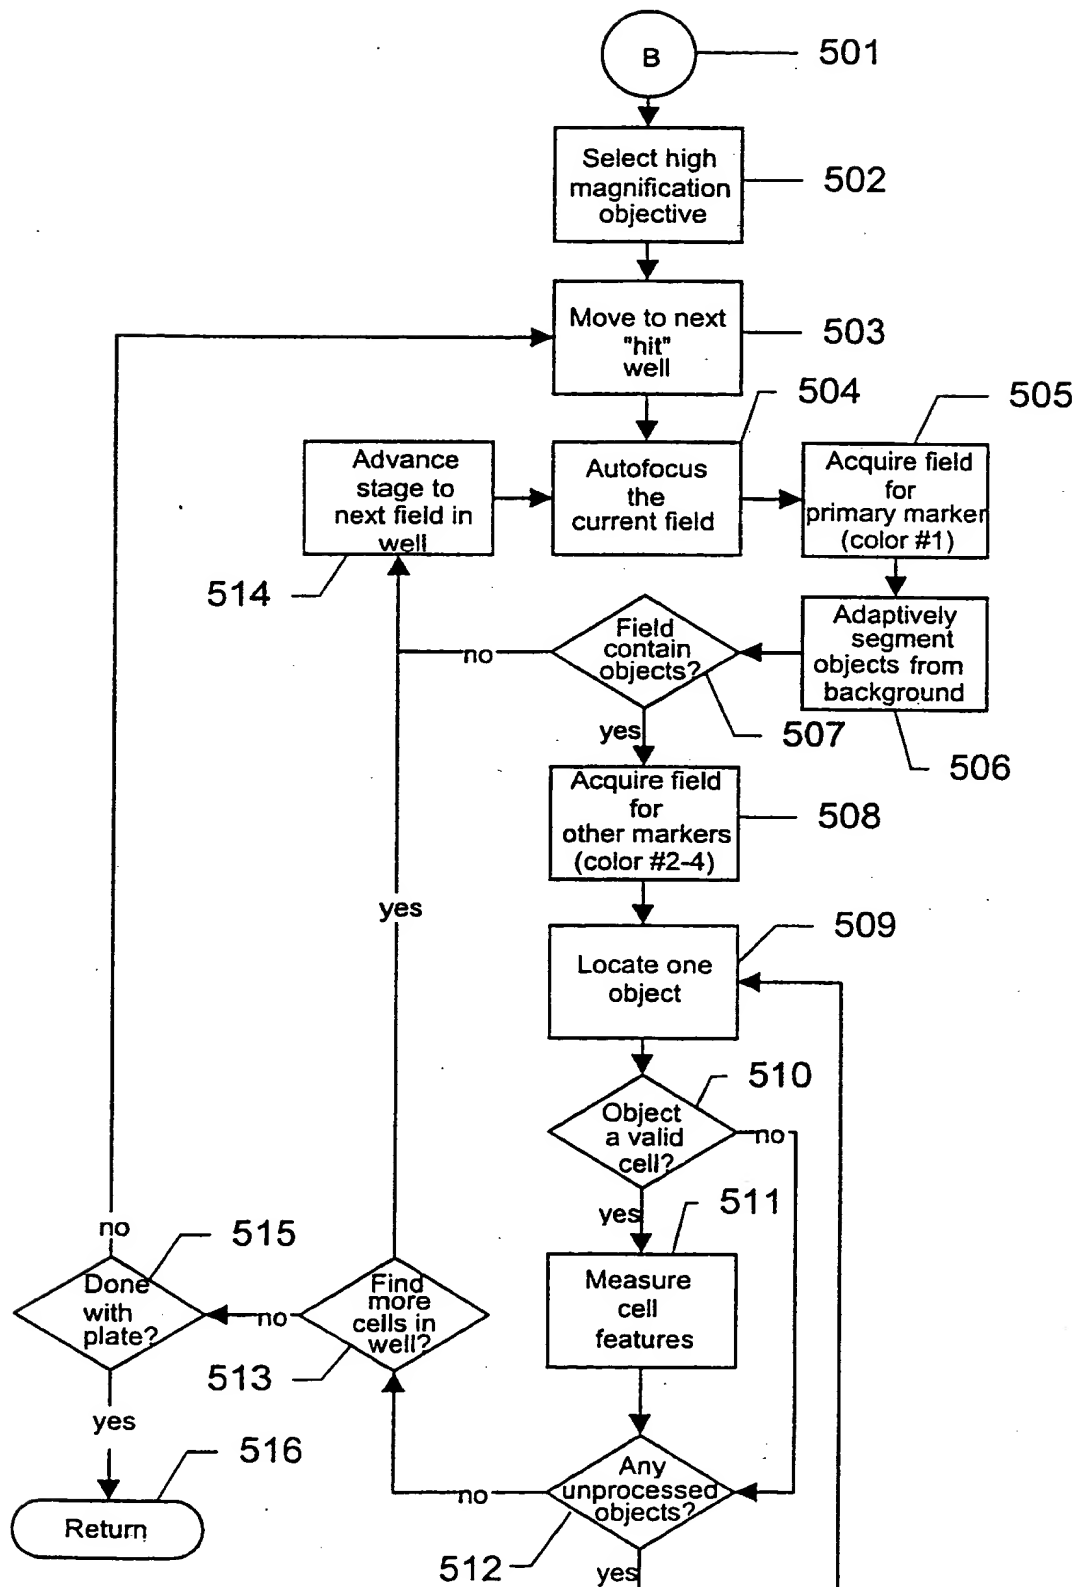 B
501
Select high
magnification
objective
502
Move to next
"hit"
well
503
504
505
Advance
stage to
next field in
well
514
Autofocus
the
current field
Acquire field
for
primary marker
(color #1)
Field
contain
objects?
no
yes
507
Adaptively
segment
objects from
background
506
Acquire field
for
other markers
(color #2-4)
508
yes
Locate one
object
509
Object
a valid
cell?
510
no
yes
511
Measure
cell
features
no
515
Done
with
plate?
no
Find
more
cells in
well?
513
yes
516
Return
Any
unprocessed
objects?
no
512
yes